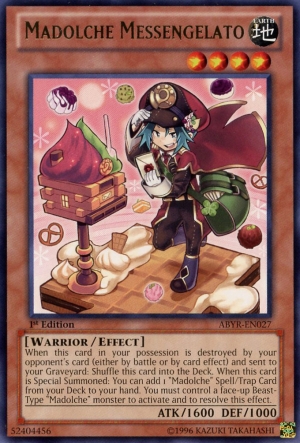 MADOLCHE MESSENGELATO
EARTH
地
1st Edition
ABYR-EN027
[WARRIOR / EFFECT]
When this card in your possession is destroyed by your
opponent's card (either by battle or by card effect) and sent to
your Graveyard: Shuffle this card into the Deck. When this card
is Special Summoned: You can add 1 "Madolche" Spell/Trap Card
from your Deck to your hand. You must control a face-up Beast-
Type "Madolche" monster to activate and to resolve this effect.
ATK/1600 DEF/1000
52404456
©1996 KAZUKI TAKAHASHI